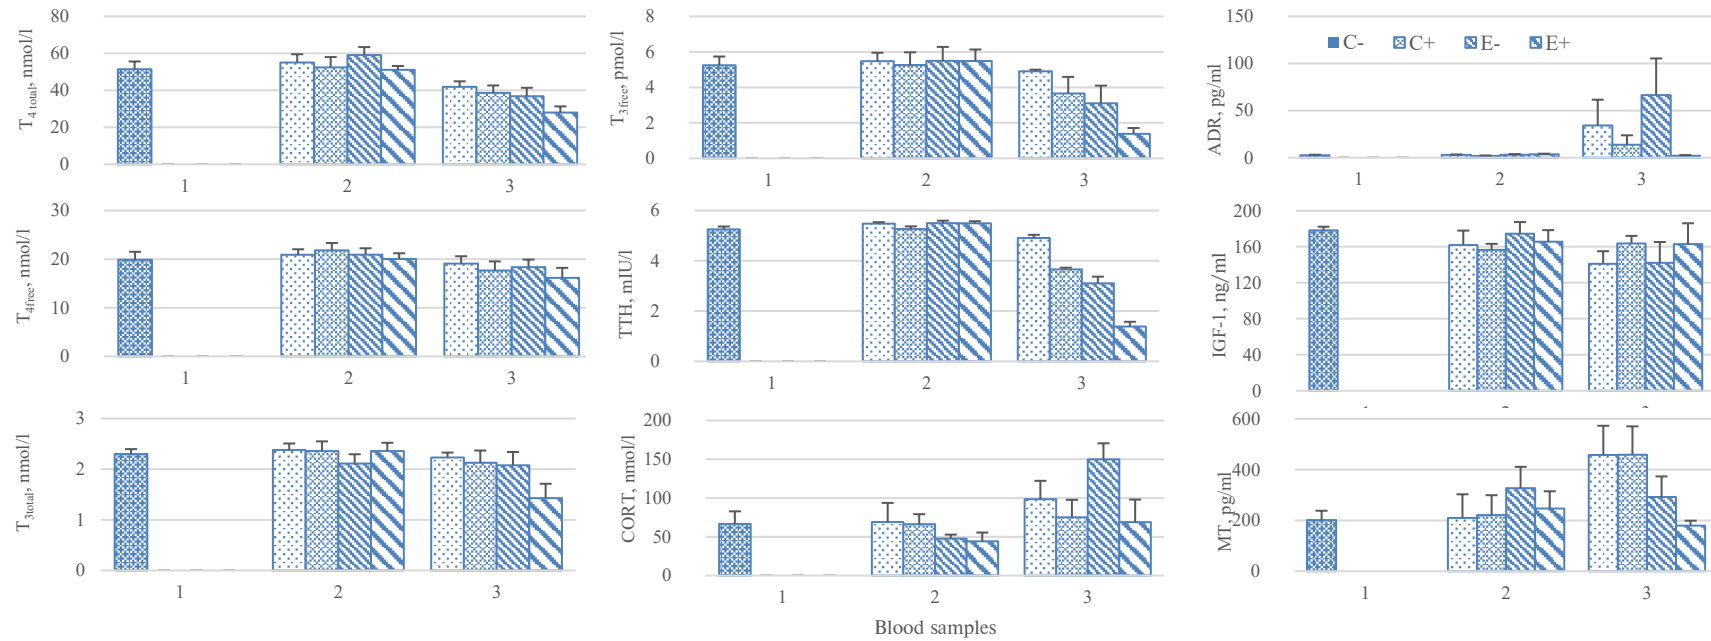 T4 total, nmol/l
80
60
40
20
0
1 2 3
T3free, pmol/l
8
6
4
2
0
1 2 3
ADR, pg/ml
150
100
50
0
C- C+ E- E+
1 2 3
T4free, nmol/l
30
20
10
0
1 2 3
TTH, mIU/l
6
4
2
0
1 2 3
IGF-1, ng/ml
200
160
120
80
40
0
T3total, nmol/l
3
2
1
0
1 2 3
CORT, nmol/l
200
150
100
50
0
1 2 3
MT, pg/ml
600
400
200
0
1 2 3
Blood samples